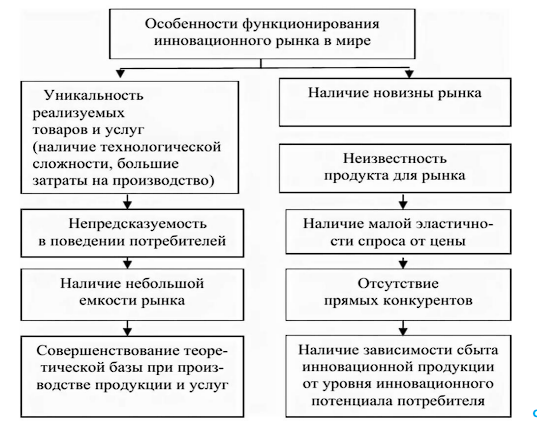 Особенности функционирования
инновационного рынка в мире
Уникальность
реализуемых
товаров и услуг
(наличие технологической
сложности, большие
затраты на производство)
Непредсказуемость
в поведении потребителей
Наличие небольшой
емкости рынка
Совершенствование теоре-
тической базы при произ-
водстве продукции и услуг
Наличие новизны рынка
Неизвестность
продукта для рынка
Наличие малой эластично-
сти спроса от цены
Отсутствие
прямых конкурентов
Наличие зависимости сбыта
инновационной продукции
от уровня инновационного
потенциала потребителя